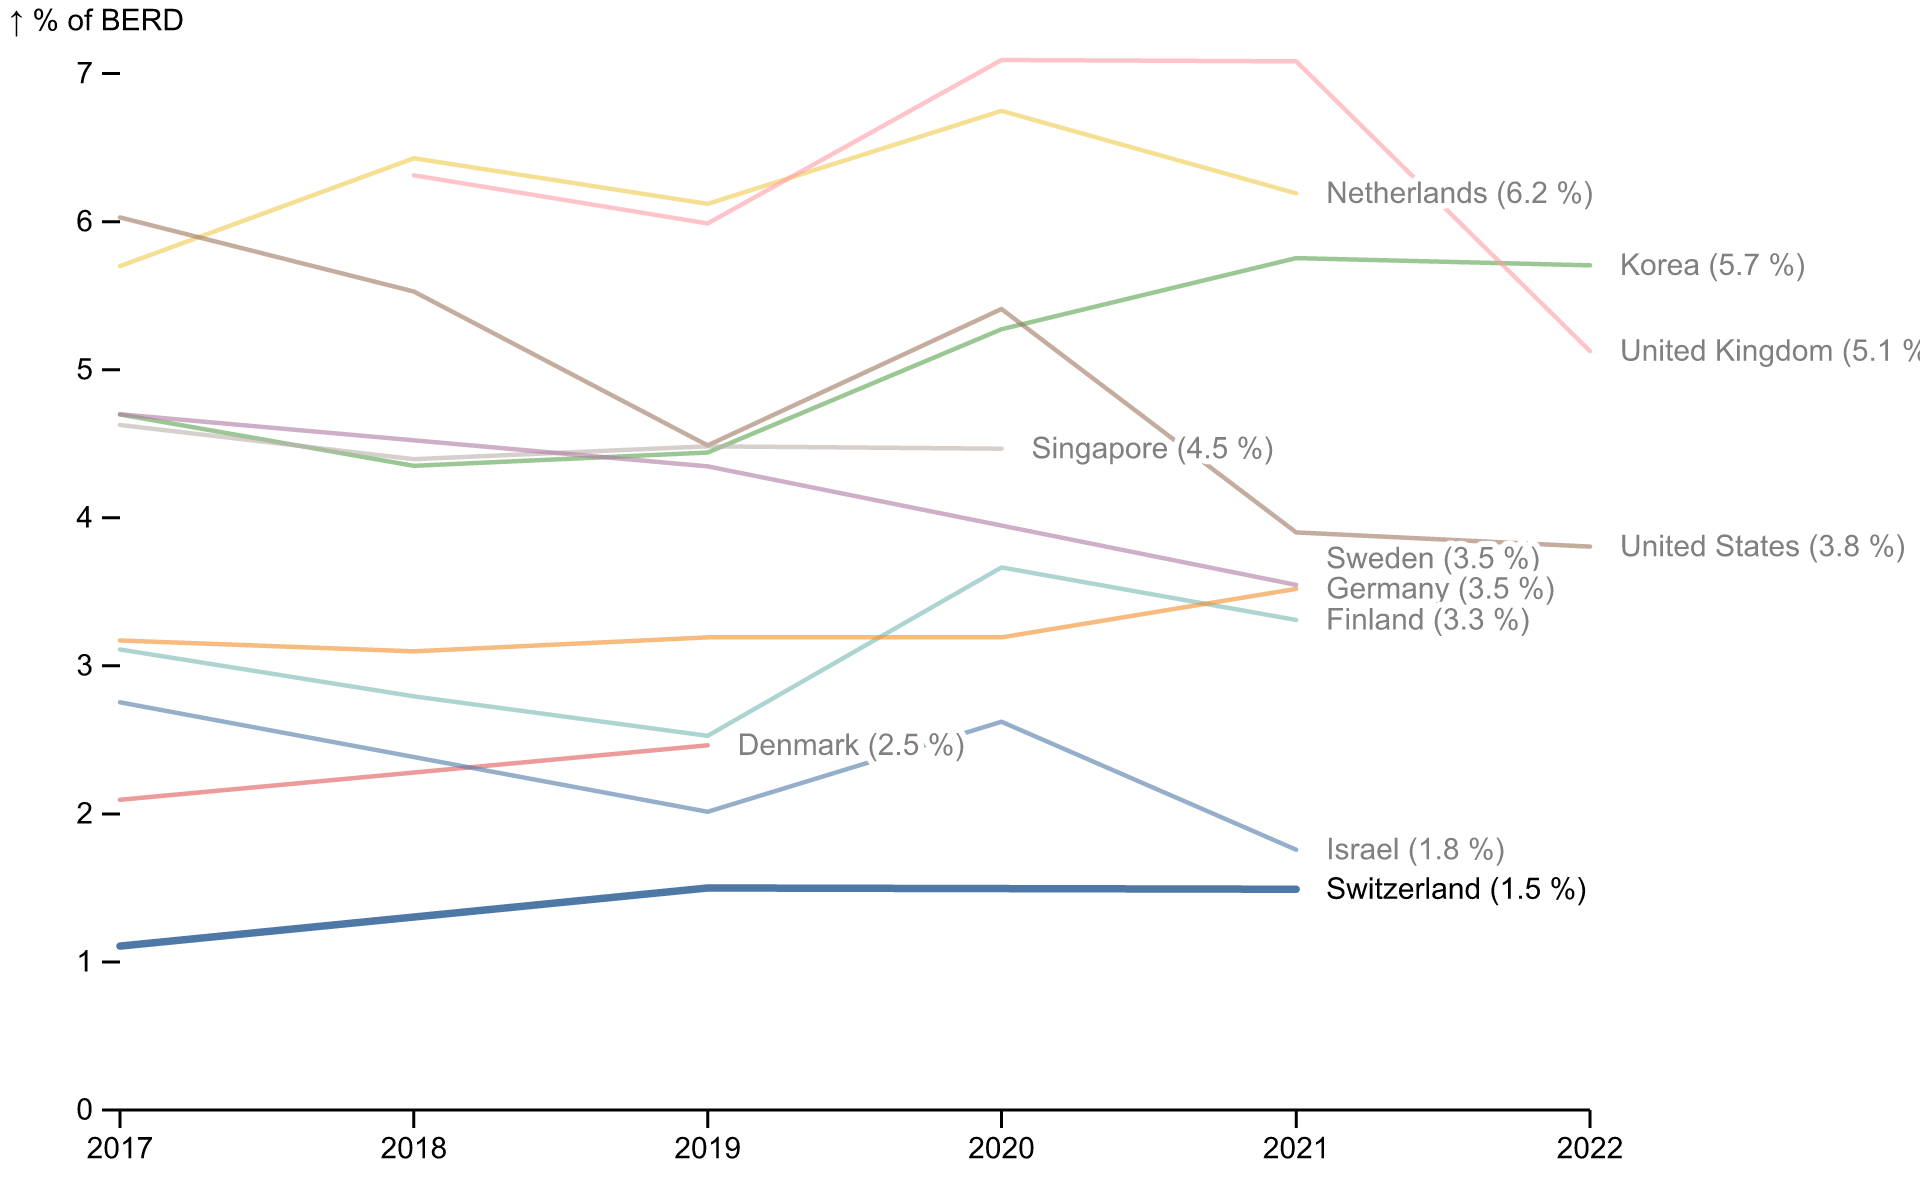 ↑ % of BERD
7
6
5
4
3
2
1
0
Netherlands (6.2 %)
Korea (5.7 %)
United Kingdom (5.1 %
Singapore (4.5 %)
United States (3.8 %)
Sweden (3.5 %)
Germany (3.5 %)
Finland (3.3 %)
Denmark (2.5 %)
Israel (1.8 %)
Switzerland (1.5 %)
2017 2018 2019 2020 2021 2022